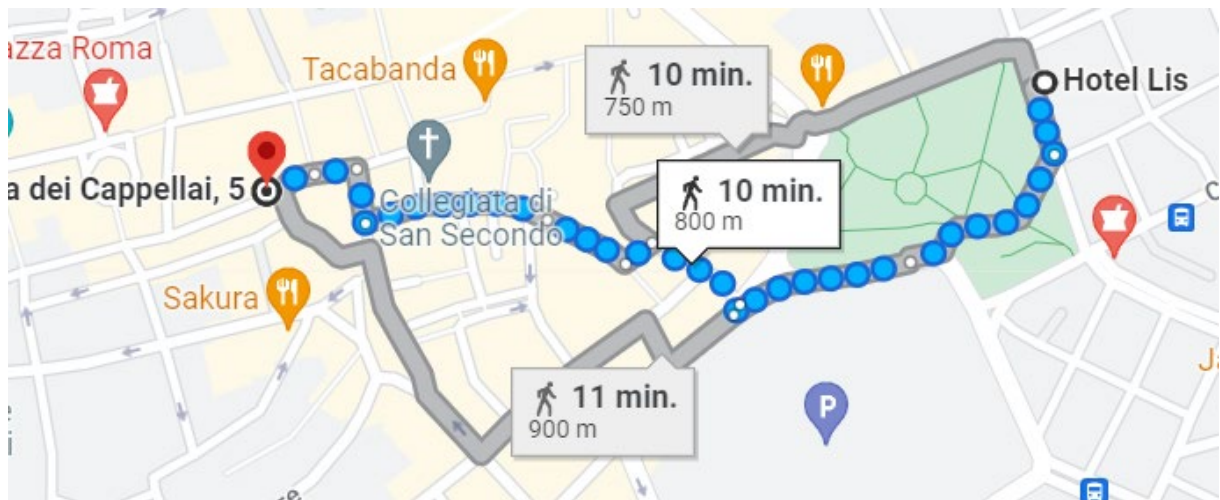 azza Roma
Tacabanda
10 min.
750 m
Hotel Lis
a dei Cappellai, 5
Collegiata di
San Secondo
10 min.
800 m
Sakura
11 min.
900 m
P